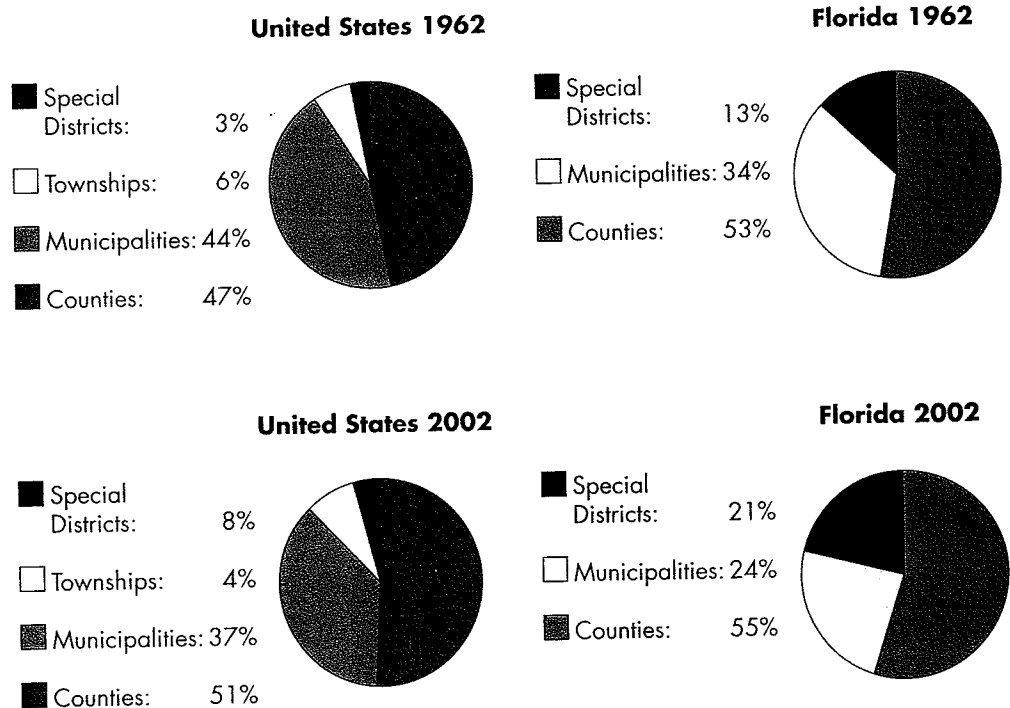 United States 1962
Special
Districts: 3%
Townships: 6%
Municipalities: 44%
Counties: 47%
Florida 1962
Special
Districts: 13%
Municipalities: 34%
Counties: 53%
United States 2002
Special
Districts: 8%
Townships: 4%
Municipalities: 37%
Counties: 51%
Florida 2002
Special
Districts: 21%
Municipalities: 24%
Counties: 55%